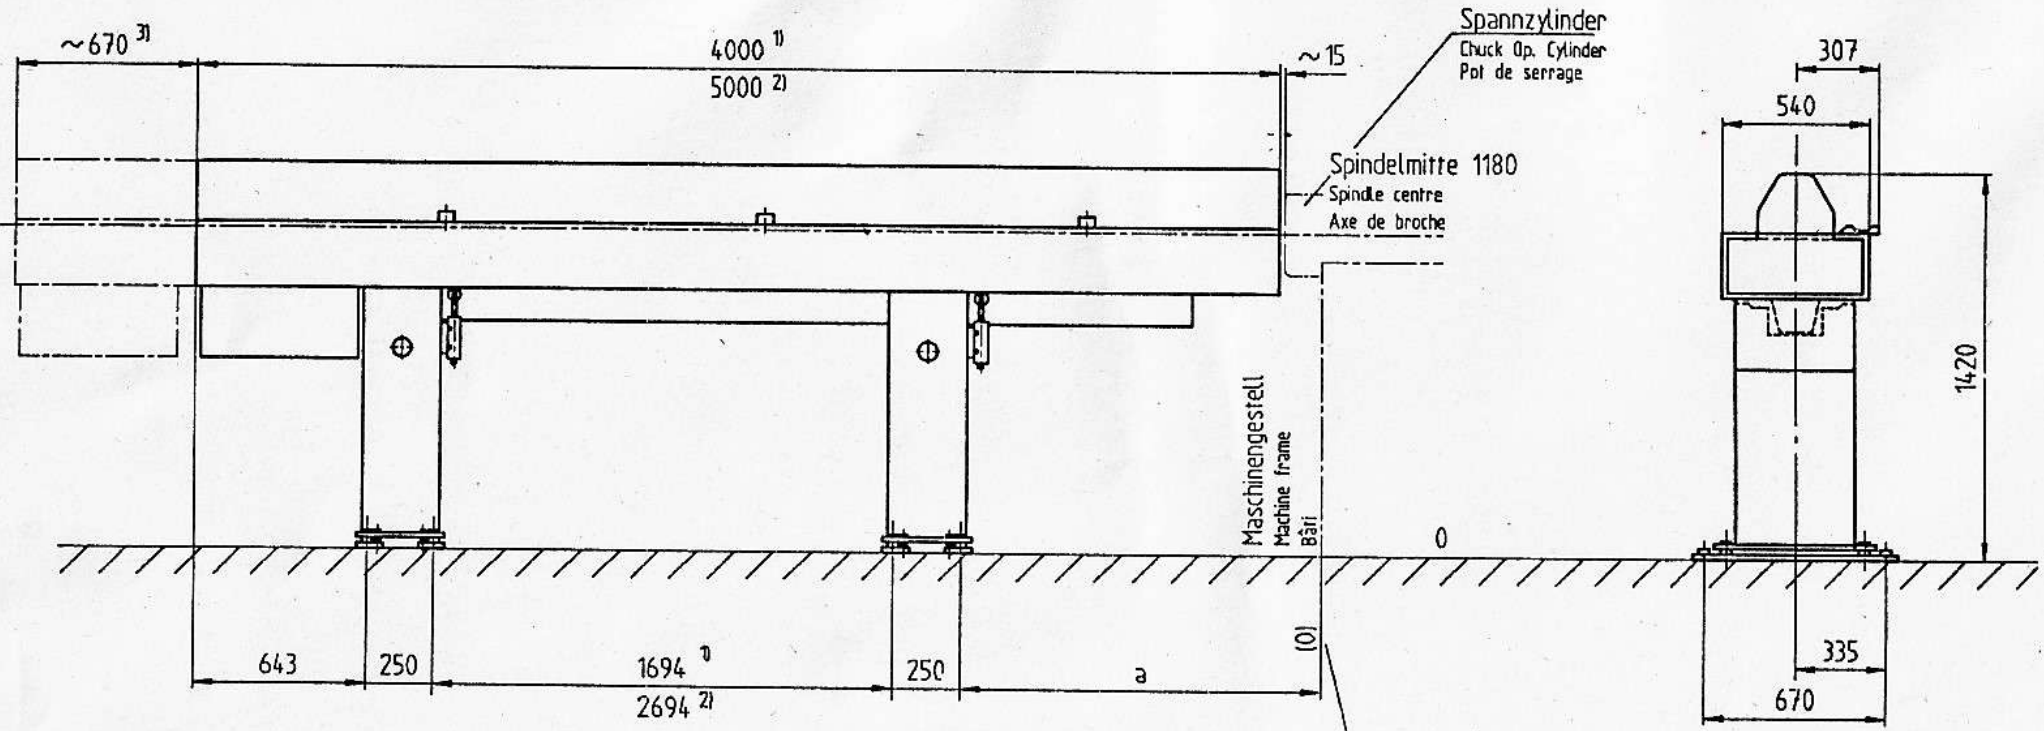 ~670 3)
4000 1)
5000 2)
~15
Spannzylinder
Chuck Op. Cylinder
Pot de serrage
307
540
Spindelmitte 1180
Spindle centre
Axe de broche
1420
Maschinengestell
Machine frame
Bâti
0
(0)
643
250
1694 1)
2694 2)
250
a
335
670